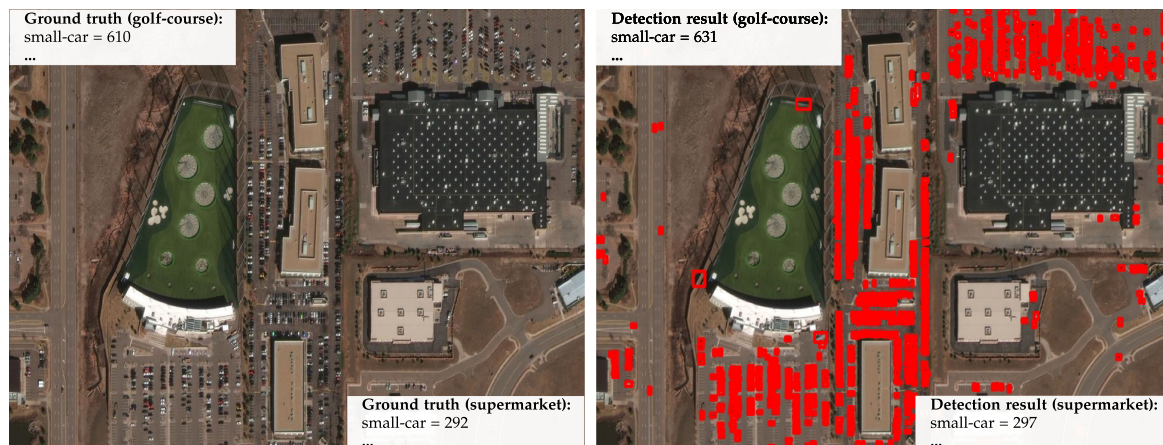 Ground truth (golf-course):
small-car = 610
...
Detection result (golf-course):
small-car = 631
...
Ground truth (supermarket):
small-car = 292
...
Detection result (supermarket):
small-car = 297
...